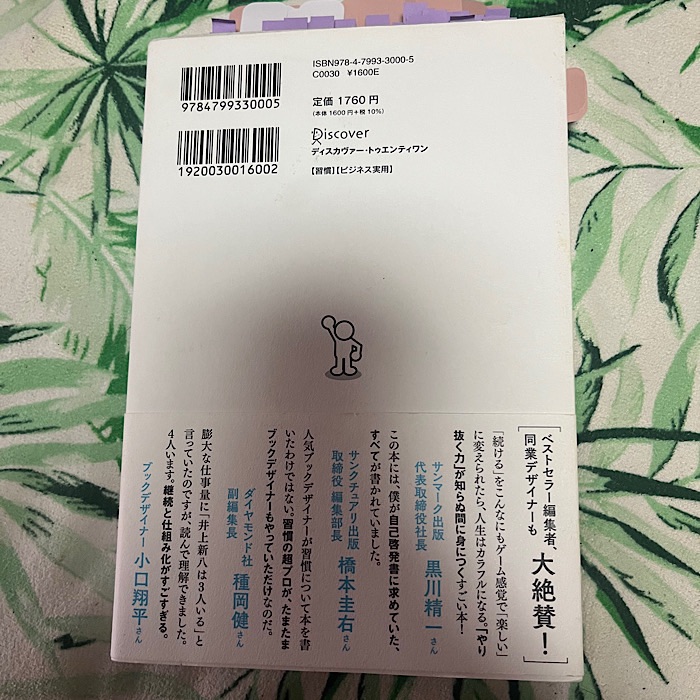 ISBN978-4-7993-3000-5
C0030 ¥1600E
9784799330005
定価 1760 円
(本体 1600 円+税 10%)
Discover
ディスカヴァー・トゥエンティワン
1920030016002
【習慣】【ビジネス実用】
ベストセラー編集者、
同業デザイナーも
大絶賛!
「続ける」をこんなにもゲーム感覚で「楽しい」
に変えられたら、人生はカラフルになる。「やり
抜く力」が知らぬ間に身につくすごい本!
サンマーク出版
代表取締役社長
黒川精一さん
この本には、僕が自己啓発書に求めていた、
すべてが書かれていました。
サンクチュアリ出版
取締役 編集部長
橋本圭右さん
人気ブックデザイナーが習慣について本を書
いたわけではない。習慣の超プロが、たまたま
ブックデザイナーもやっていただけなのだ。
ダイヤモンド社
副編集長
種岡健さん
膨大な仕事量に「井上新八は3人いる」と
言っていたのですが、読んで理解できました。
4人います。継続と仕組み化がすごすぎる。
ブックデザイナー 小口翔平さん